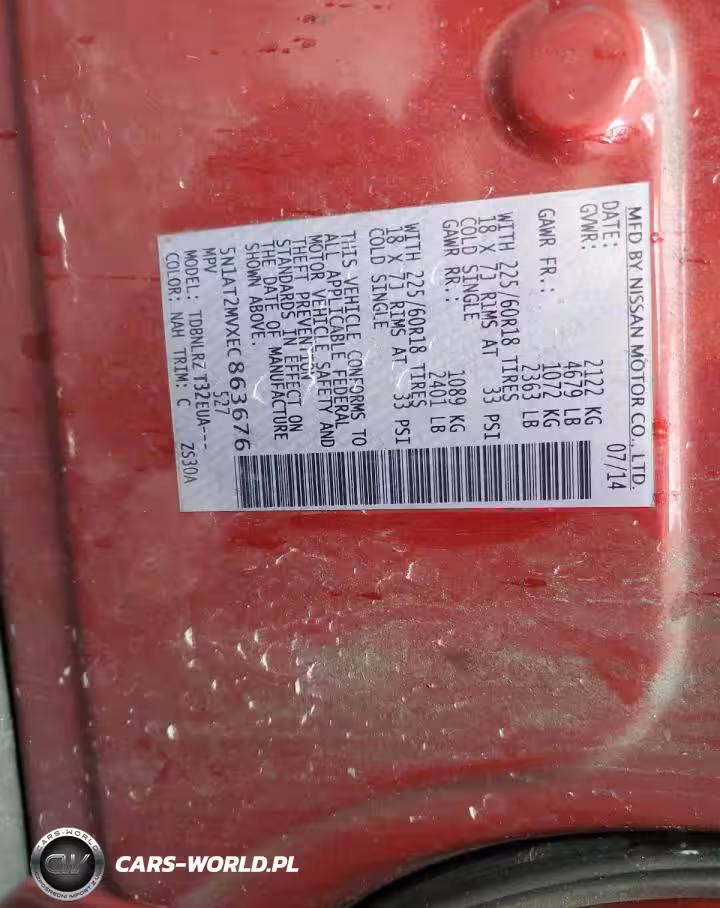 MFD BY NISSAN MOTOR CO., LTD.
DATE: 07/14
GVWR: 2122 KG
4679 LB
GAWR FR.: 1072 KG
2363 LB
WITH 225/60R18 TIRES
18 X 7J RIMS AT 33 PSI
COLD SINGLE
GAWR RR.: 1089 KG
2401 LB
WITH 225/60R18 TIRES
18 X 7J RIMS AT 33 PSI
COLD SINGLE
THIS VEHICLE CONFORMS TO
ALL APPLICABLE FEDERAL
MOTOR VEHICLE SAFETY AND
THEFT PREVENTION
STANDARDS IN EFFECT ON
THE DATE OF MANUFACTURE
SHOWN ABOVE.
5N1AT2MVXEC863676
MPV 527
MODEL: TDBNLRZ T32EUA---
COLOR: NAH TRIM: C ZS30A
CARS-WORLD
CW
CARS-WORLD.PL